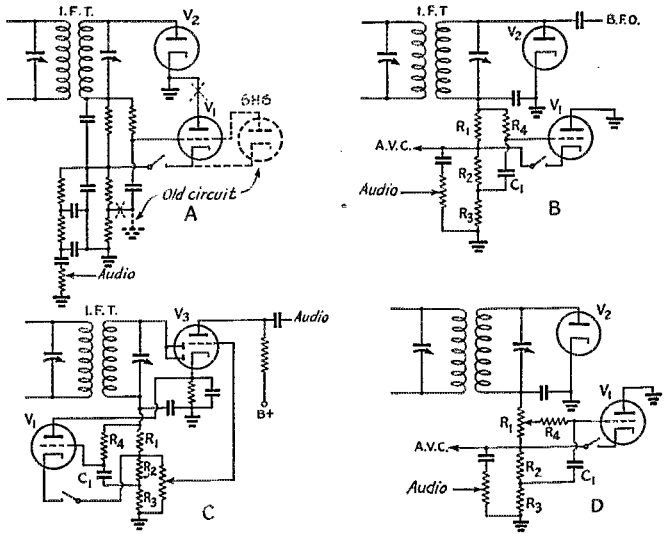 I.F.T.
V2
V1
6H6
Old circuit
A
Audio
I.F.T
B.F.O.
V2
V1
R1
R4
A.V.C.
R2
C1
Audio
R3
B
I.F.T.
V3
Audio
V1
B+
R4
R1
C1
R2
R3
C
V2
V1
R1
R4
A.V.C.
R2
C1
Audio
R3
D